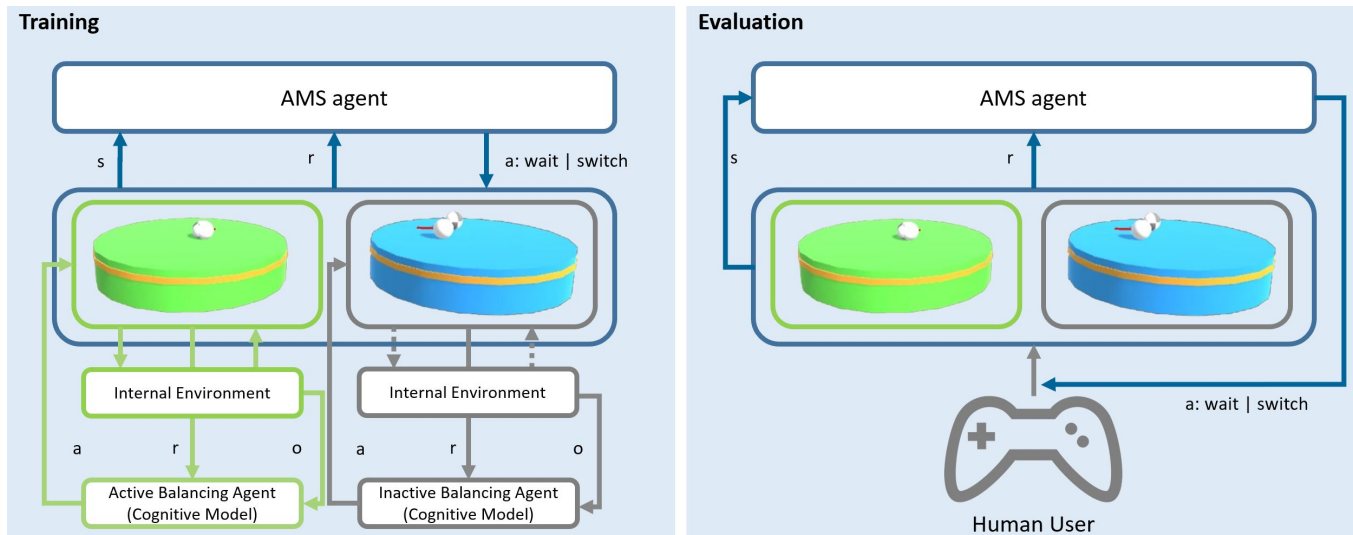 Training
AMS agent
s
r
a: wait | switch
Internal Environment
Internal Environment
a
r
o
a
r
o
Active Balancing Agent
(Cognitive Model)
Inactive Balancing Agent
(Cognitive Model)
Evaluation
AMS agent
s
r
a: wait | switch
Human User